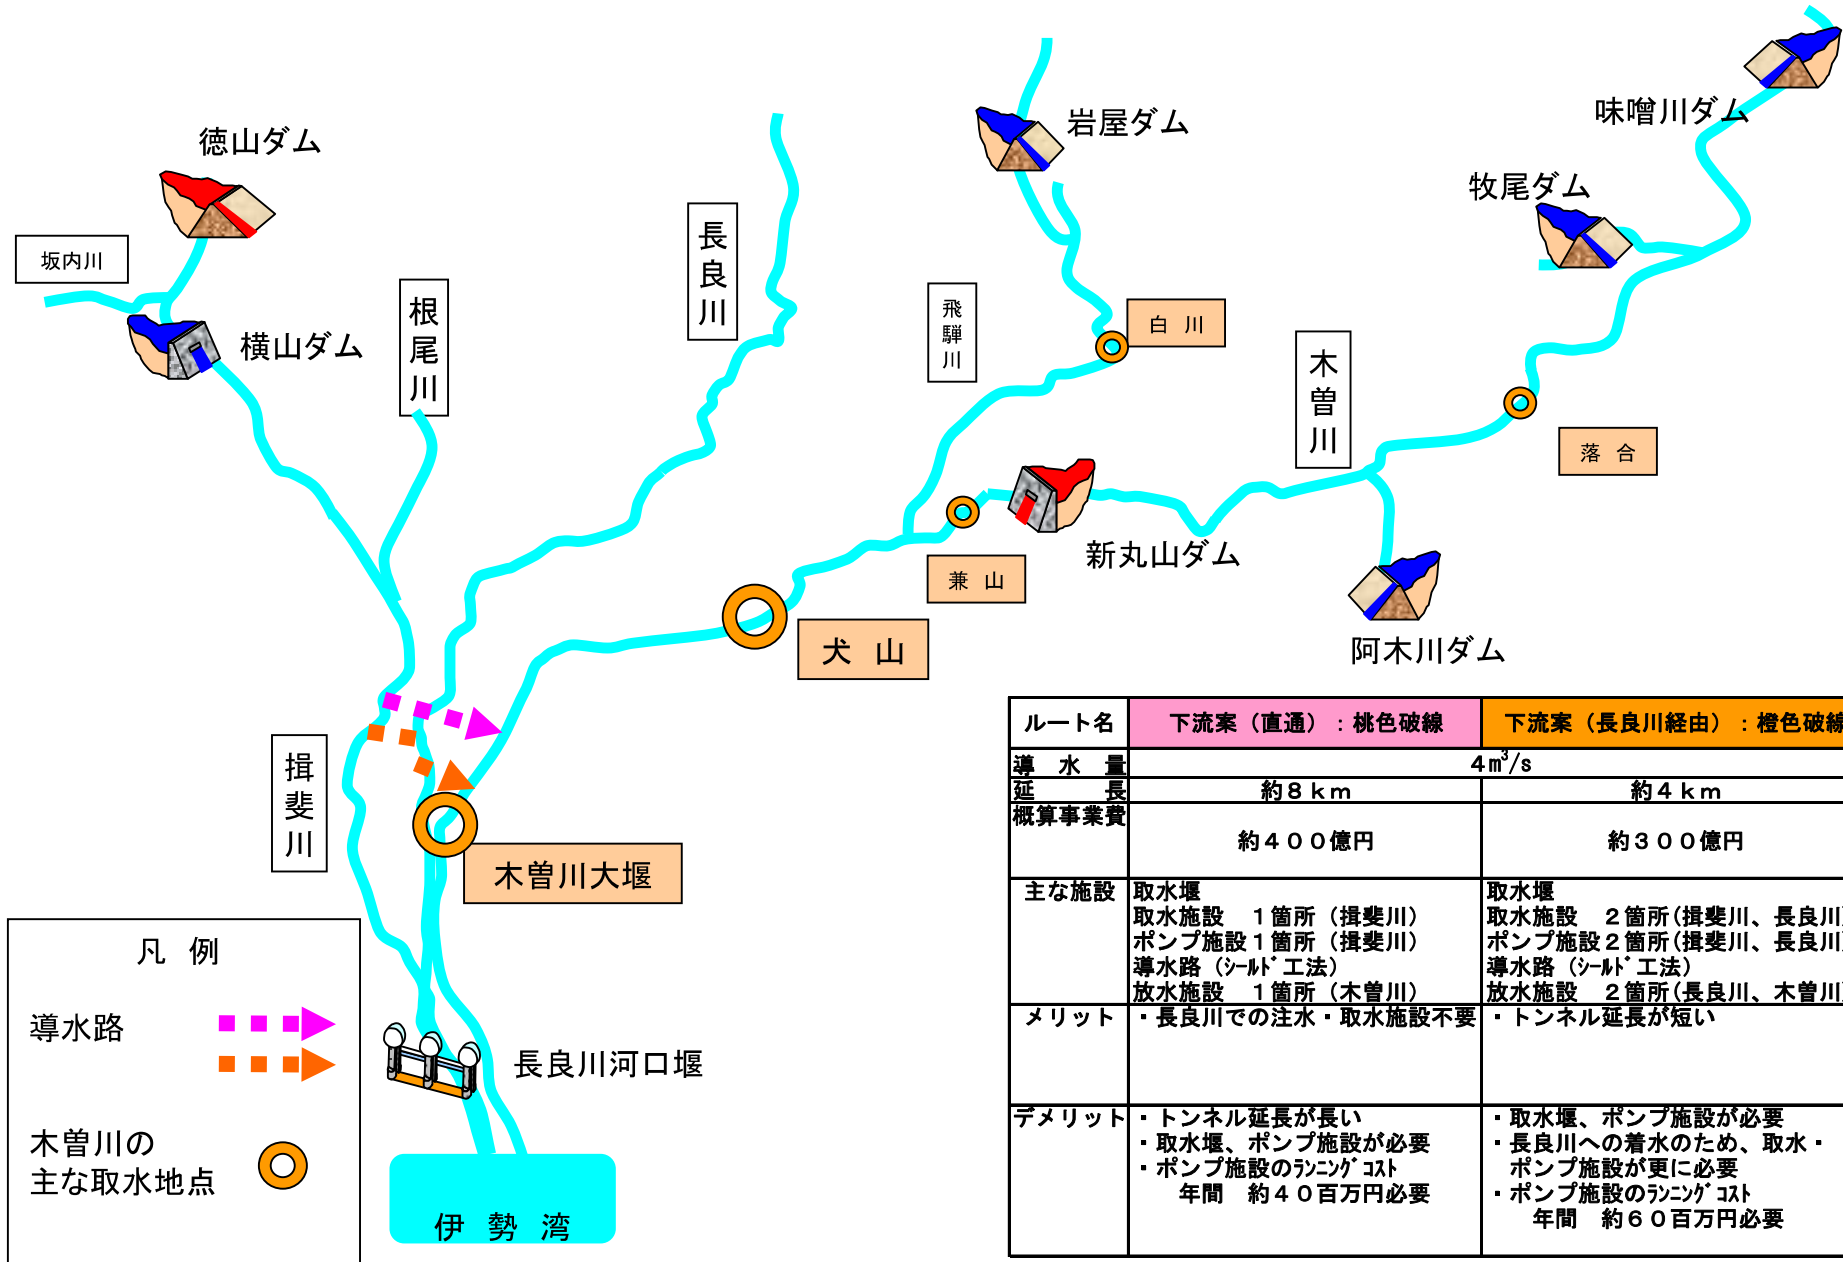 徳山ダム
岩屋ダム
味噌川ダム
牧尾ダム
坂内川
横山ダム
根尾川
長良川
飛騨川
白 川
木曽川
落 合
新丸山ダム
兼 山
阿木川ダム
犬 山
揖斐川
木曽川大堰
長良川河口堰
伊 勢 湾
凡 例
導水路
木曽川の
主な取水地点
ルート名 下流案（直通）：桃色破線 下流案（長良川経由）：橙色破線
導 水 量 4m³/s
延 長 約８ｋｍ 約４ｋｍ
概算事業費 約４００億円 約３００億円
主な施設
取水堰
取水施設 １箇所（揖斐川）
ポンプ施設１箇所（揖斐川）
導水路（ｼｰﾙﾄﾞ工法）
放水施設 １箇所（木曽川）
取水堰
取水施設 ２箇所(揖斐川、長良川
ポンプ施設２箇所(揖斐川、長良川
導水路（ｼｰﾙﾄﾞ工法）
放水施設 ２箇所(長良川、木曽川
メリット
・長良川での注水・取水施設不要
・トンネル延長が短い
デメリット
・トンネル延長が長い
・取水堰、ポンプ施設が必要
・ポンプ施設のﾗﾝﾆﾝｸﾞｺｽﾄ
年間 約４０百万円必要
・取水堰、ポンプ施設が必要
・長良川への着水のため、取水・
ポンプ施設が更に必要
・ポンプ施設のﾗﾝﾆﾝｸﾞｺｽﾄ
年間 約６０百万円必要